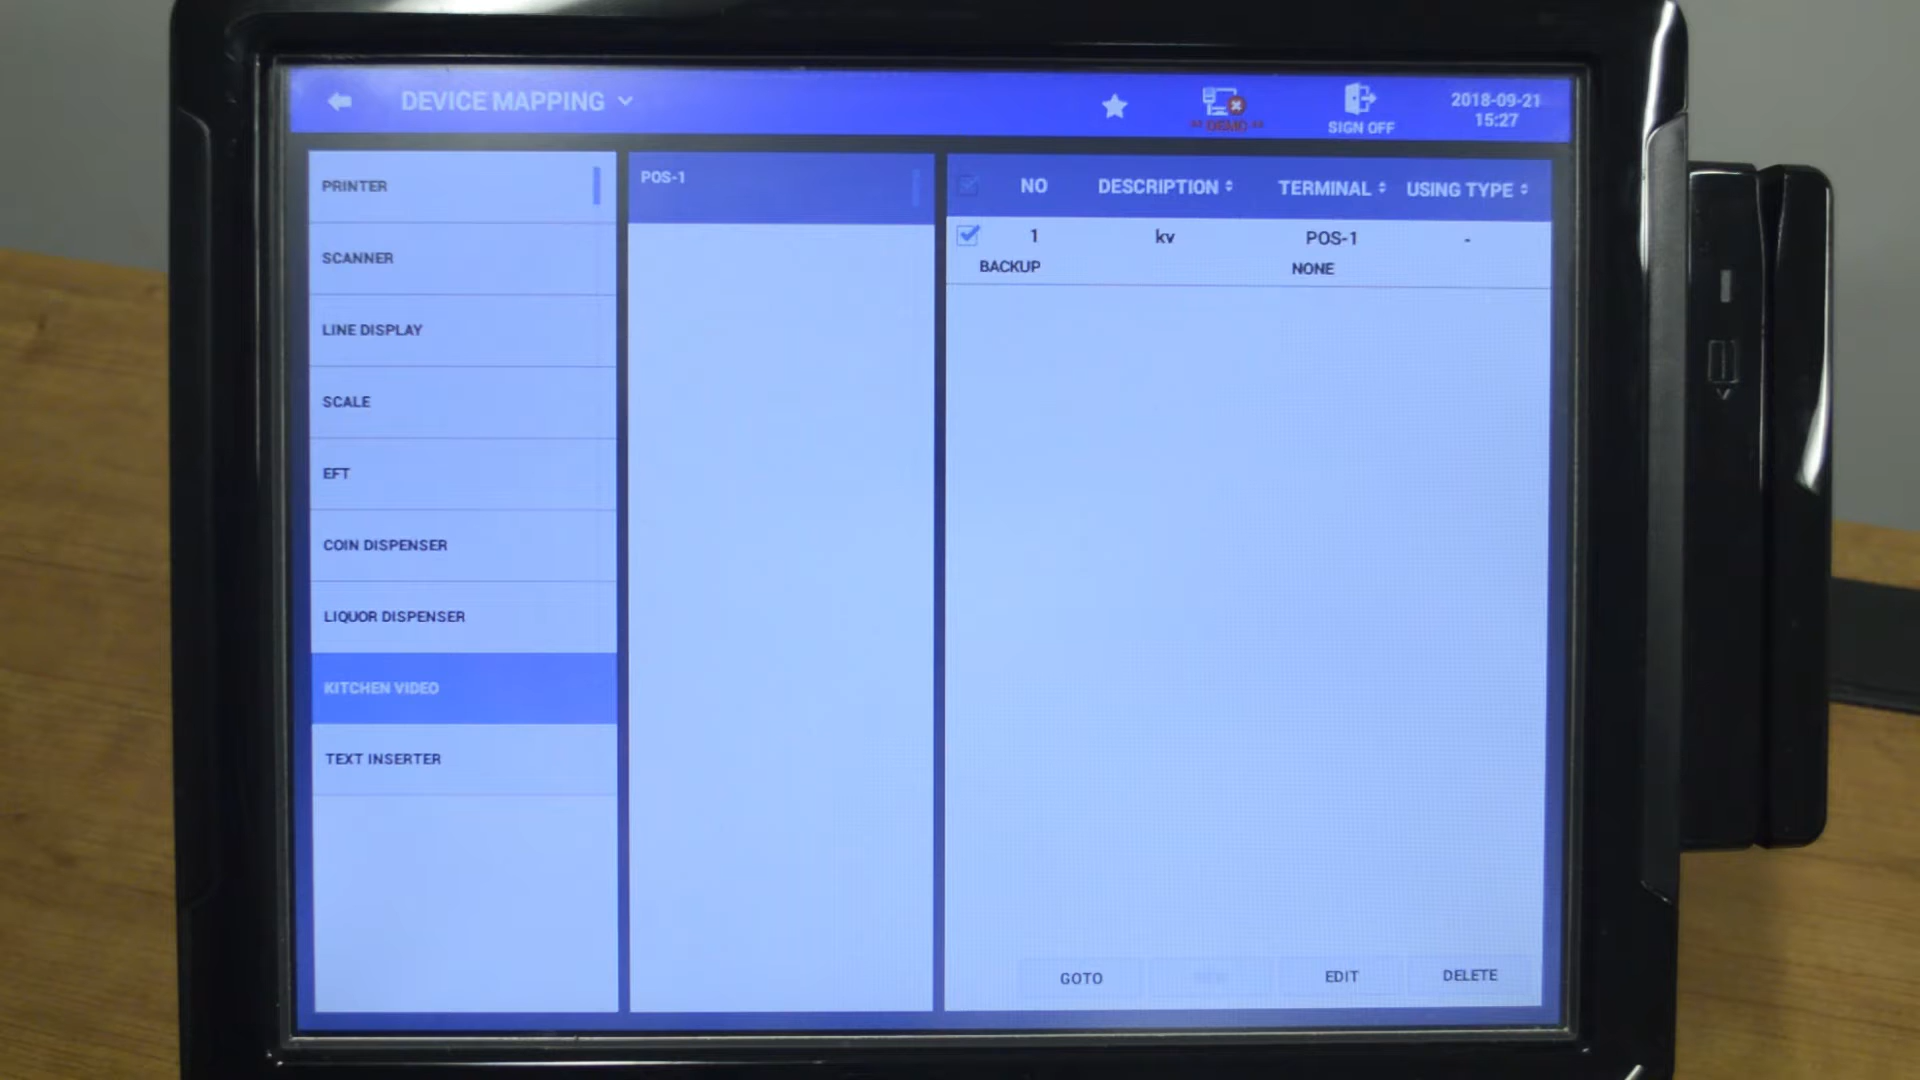 DEVICE MAPPING
** DEMO **
SIGN OFF
2018-09-21
15:27
PRINTER
SCANNER
LINE DISPLAY
SCALE
EFT
COIN DISPENSER
LIQUOR DISPENSER
KITCHEN VIDEO
TEXT INSERTER
POS-1
NO DESCRIPTION TERMINAL USING TYPE
1 kv POS-1 -
BACKUP NONE
GOTO EDIT DELETE